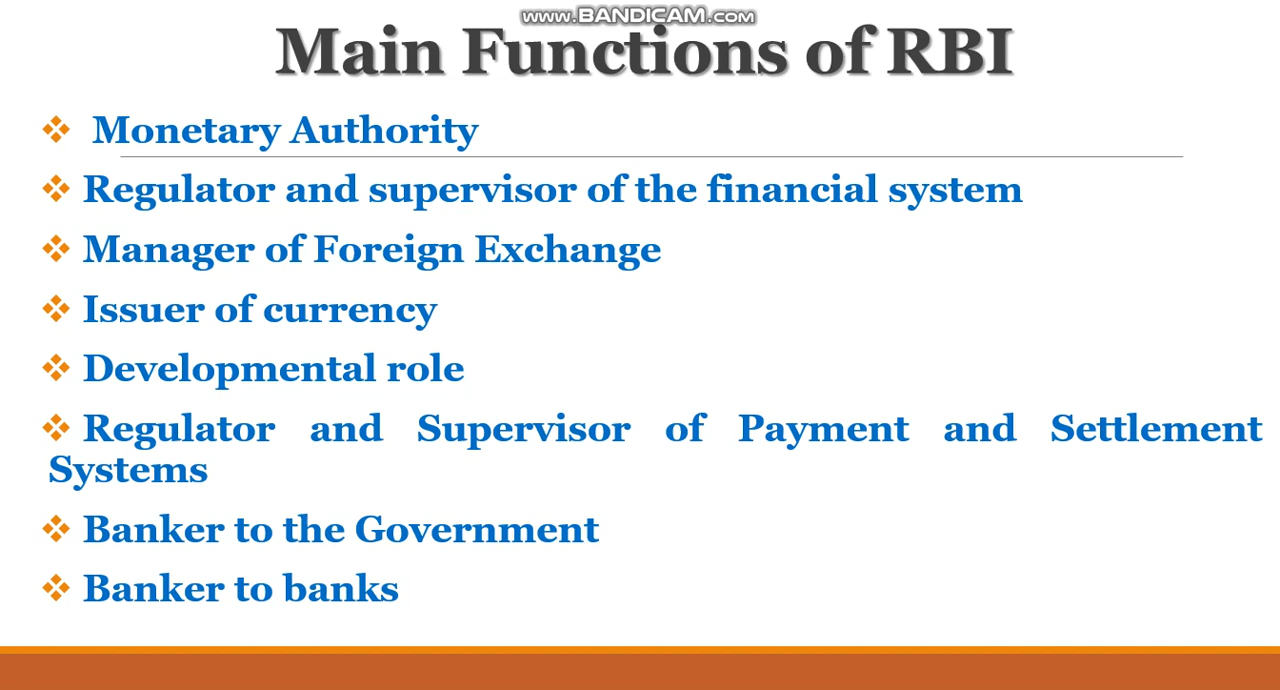 www.BANDICAM.com
Main Functions of RBI
❖ Monetary Authority
❖ Regulator and supervisor of the financial system
❖ Manager of Foreign Exchange
❖ Issuer of currency
❖ Developmental role
❖ Regulator and Supervisor of Payment and Settlement
Systems
❖ Banker to the Government
❖ Banker to banks